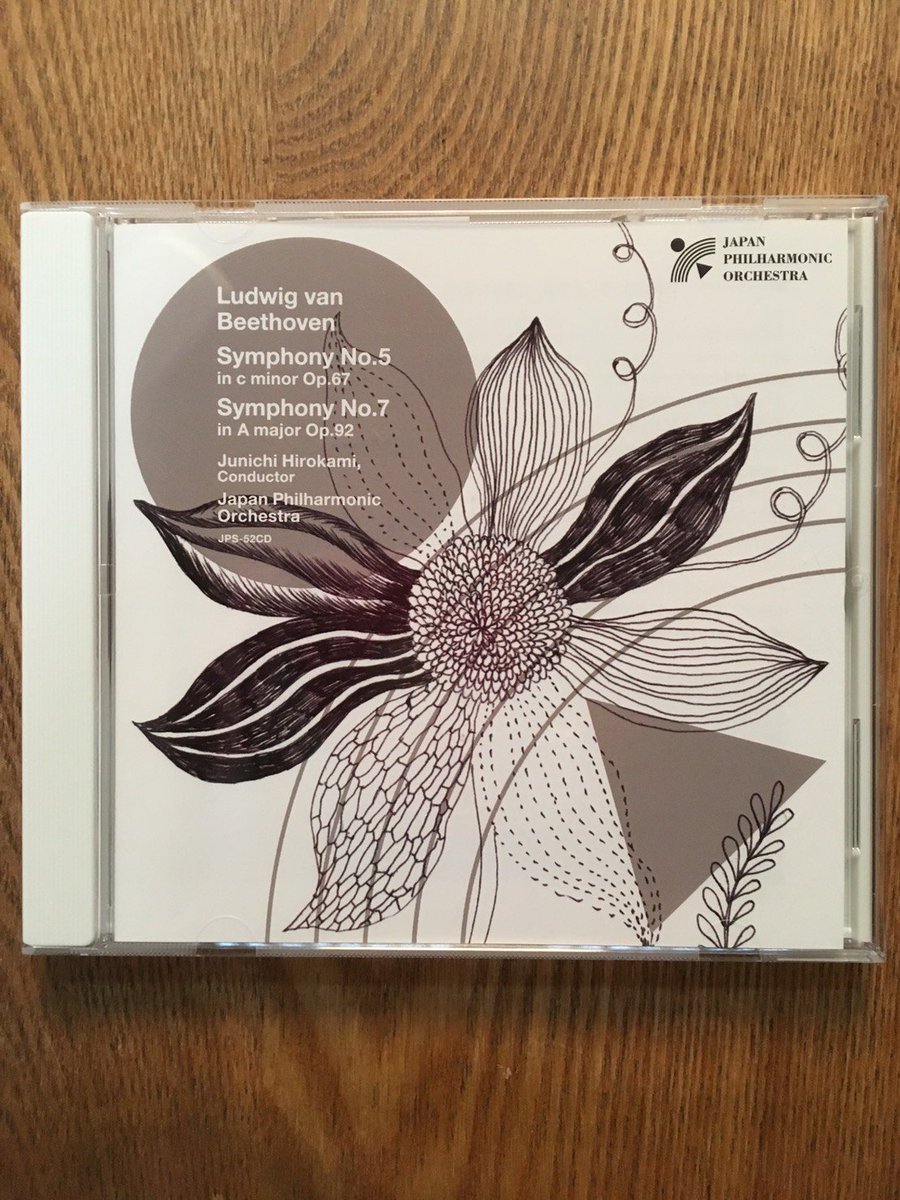 Ludwig van
Beethoven
Symphony No.5
in c minor Op.67
Symphony No.7
in A major Op.92
Junichi Hirokami,
Conductor
Japan Philharmonic
Orchestra
JPS-52CD
JAPAN
PHILHARMONIC
ORCHESTRA